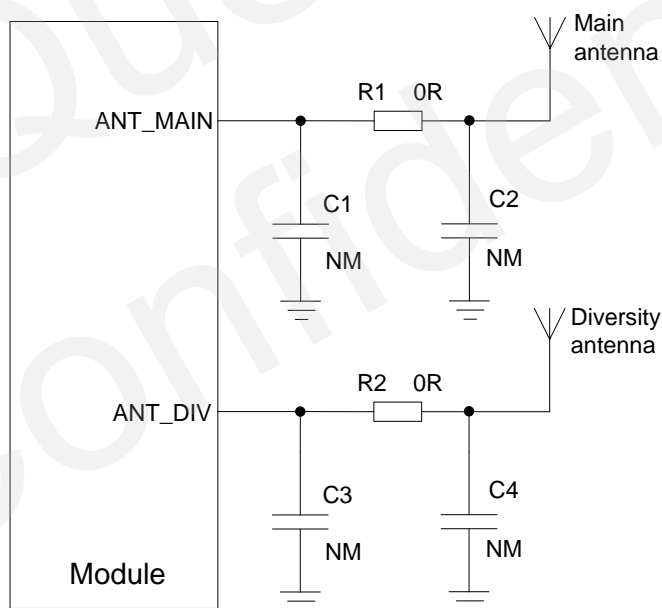 Main
antenna
R1 0R
ANT_MAIN
C1
C2
NM
NM
Diversity
antenna
R2 0R
ANT_DIV
C3
C4
NM
NM
Module